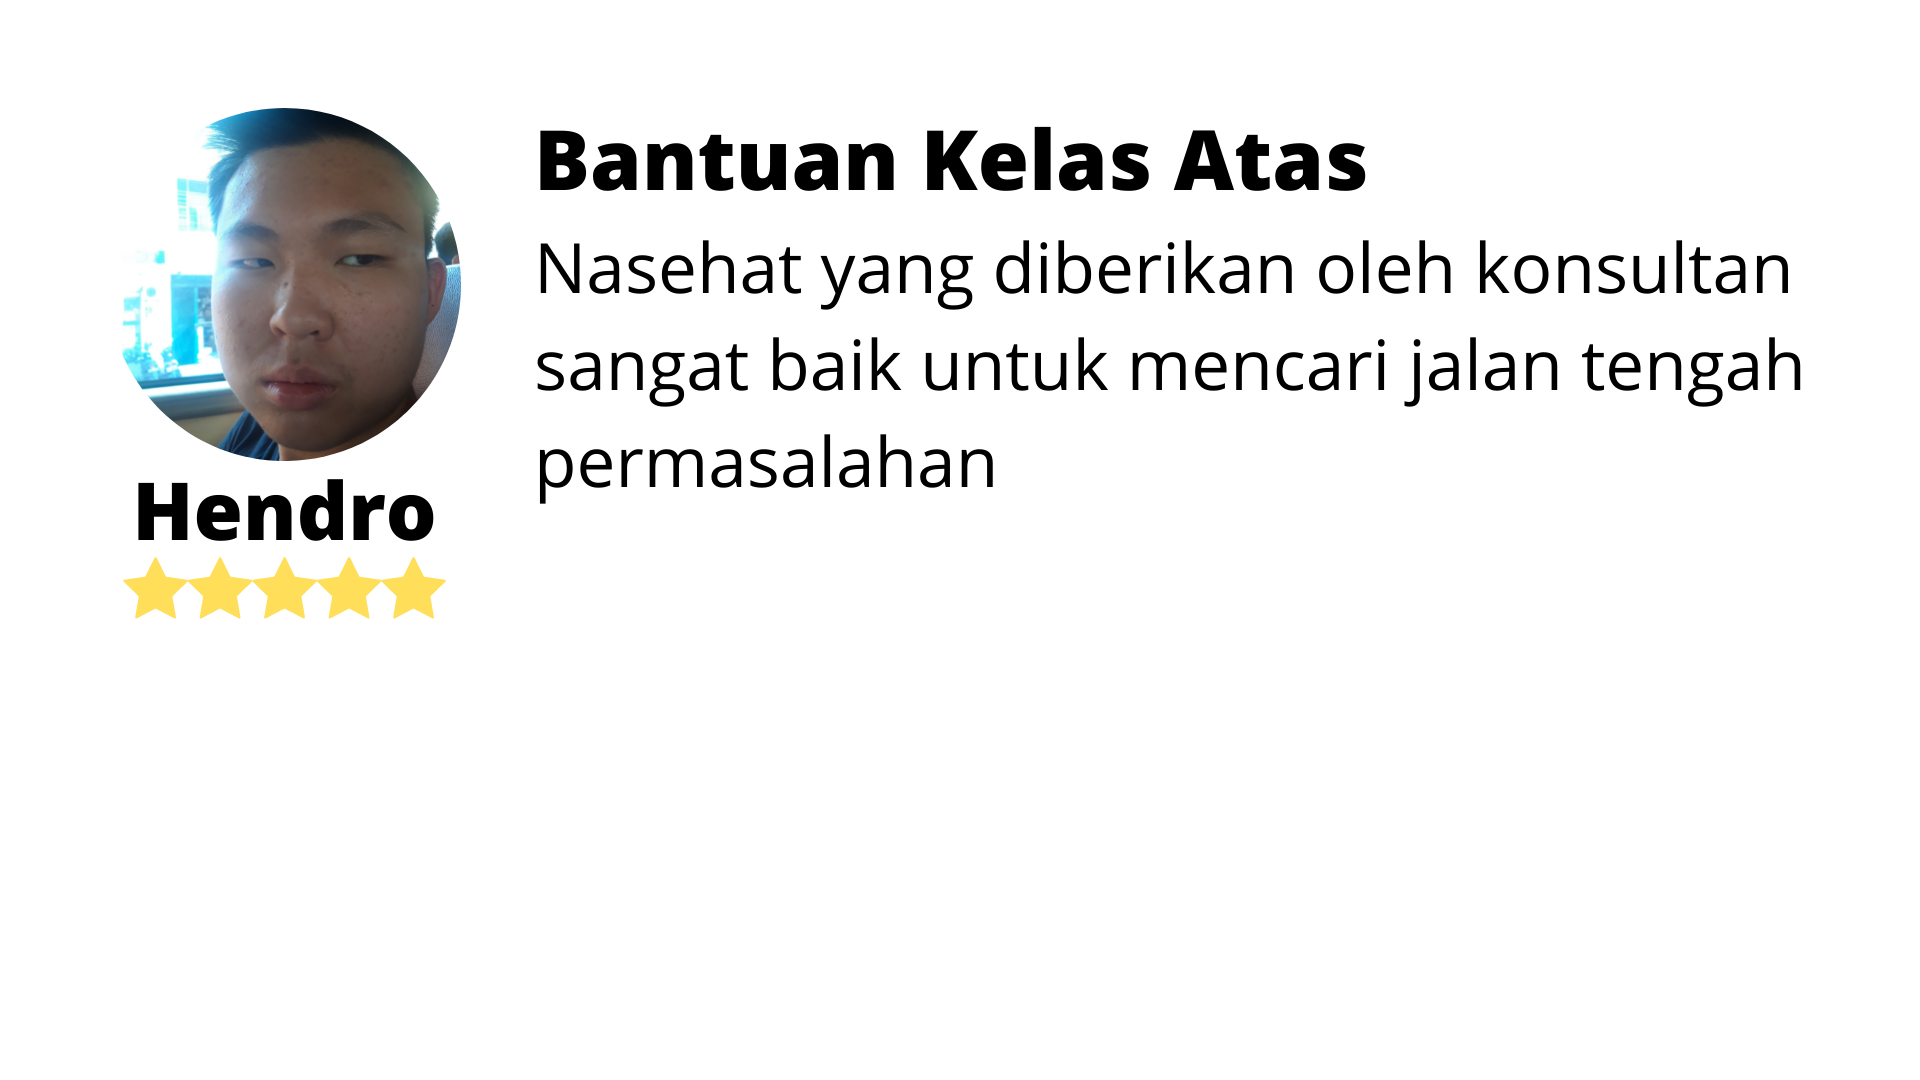 Bantuan Kelas Atas
Nasehat yang diberikan oleh konsultan
sangat baik untuk mencari jalan tengah
permasalahan
Hendro